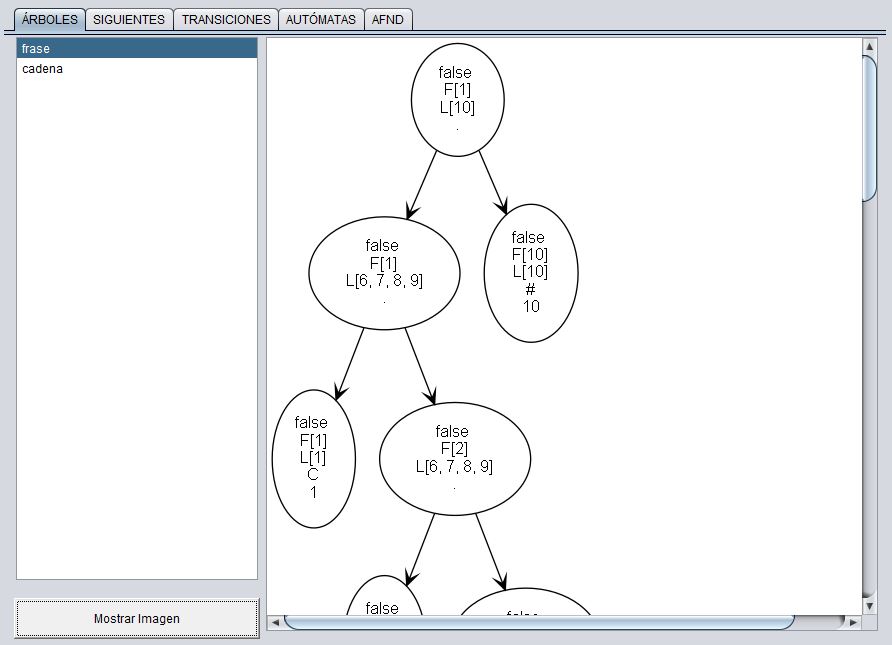 ÁRBOLES SIGUIENTES TRANSICIONES AUTÓMATAS AFND
frase
cadena
false
F[1]
L[10]
.
false
F[1]
L[6, 7, 8, 9]
.
false
F[10]
L[10]
#
10
false
F[1]
L[1]
C
1
false
F[2]
L[6, 7, 8, 9]
.
false
false
Mostrar Imagen